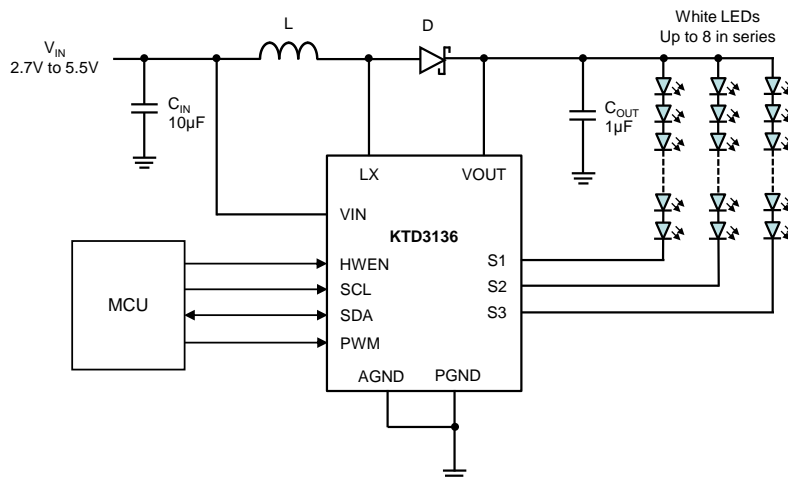 White LEDs
Up to 8 in series
L
D
VIN
2.7V to 5.5V
CIN
10µF
COUT
1µF
LX
VOUT
VIN
KTD3136
HWEN
S1
MCU
SCL
S2
SDA
S3
PWM
AGND
PGND